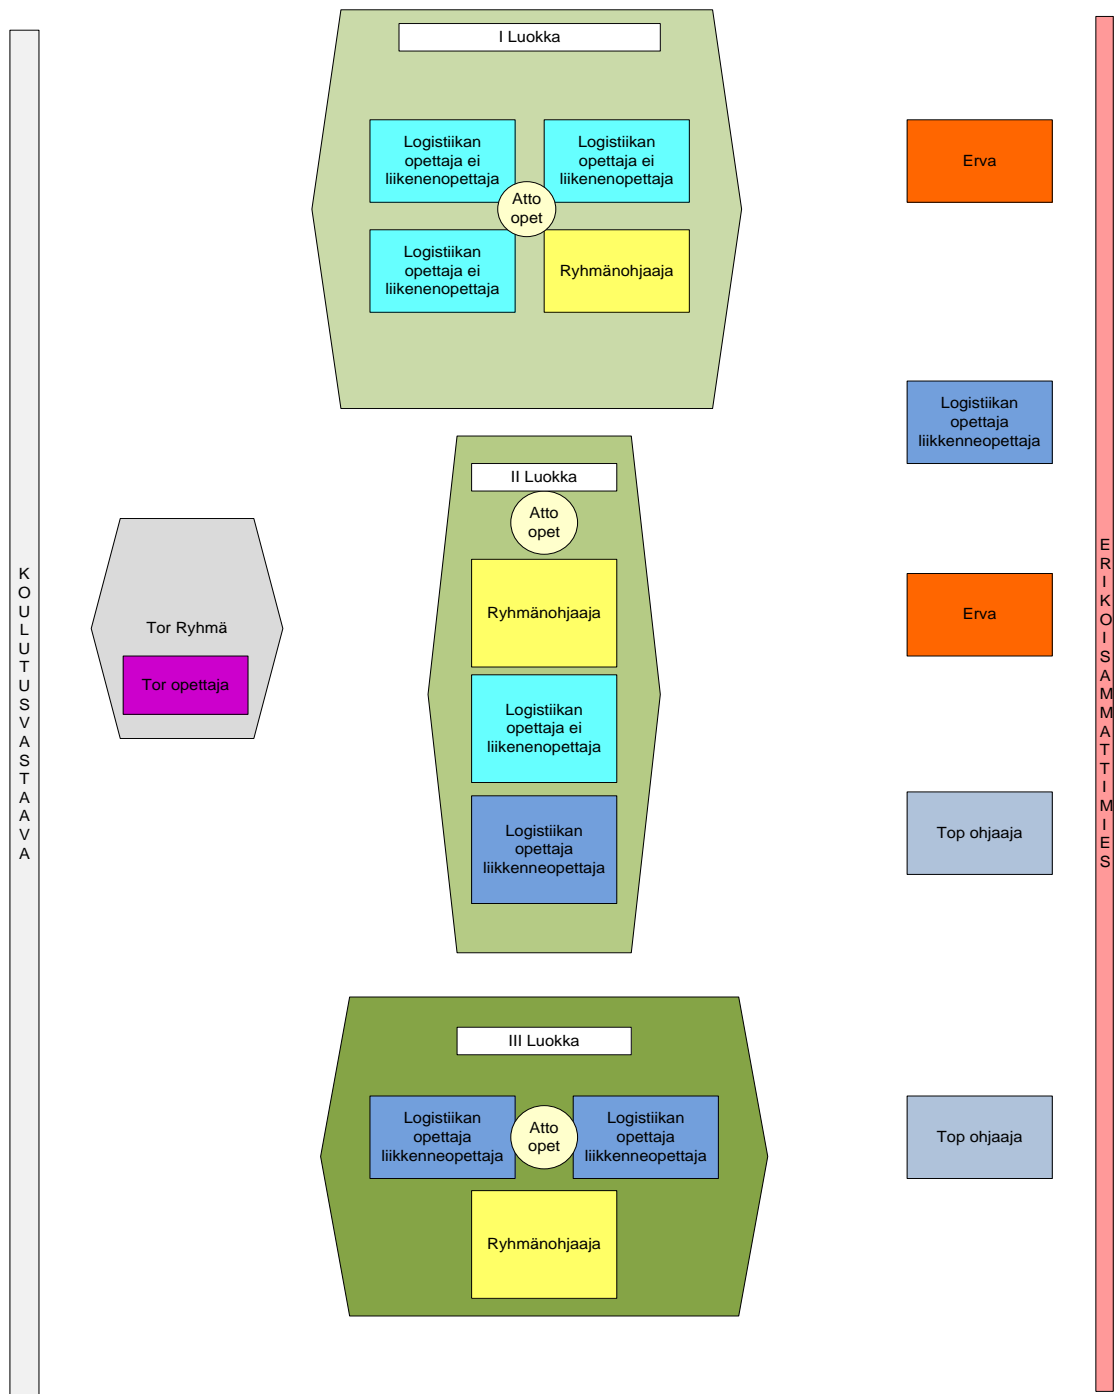 I Luokka
Logistiikan
opettaja ei
liikenenopettaja
Logistiikan
opettaja ei
liikenenopettaja
Atto
opet
Logistiikan
opettaja ei
liikenenopettaja
Ryhmänohjaaja
Erva
Logistiikan
opettaja
liikkenneopettaja
II Luokka
Atto
opet
Ryhmänohjaaja
Logistiikan
opettaja ei
liikenenopettaja
Logistiikan
opettaja
liikkenneopettaja
Tor Ryhmä
Tor opettaja
Erva
Top ohjaaja
III Luokka
Logistiikan
opettaja
liikkenneopettaja
Atto
opet
Logistiikan
opettaja
liikkenneopettaja
Ryhmänohjaaja
Top ohjaaja
KOULUTUSVASTAAVA
ERIKOISAMMATTIMIES